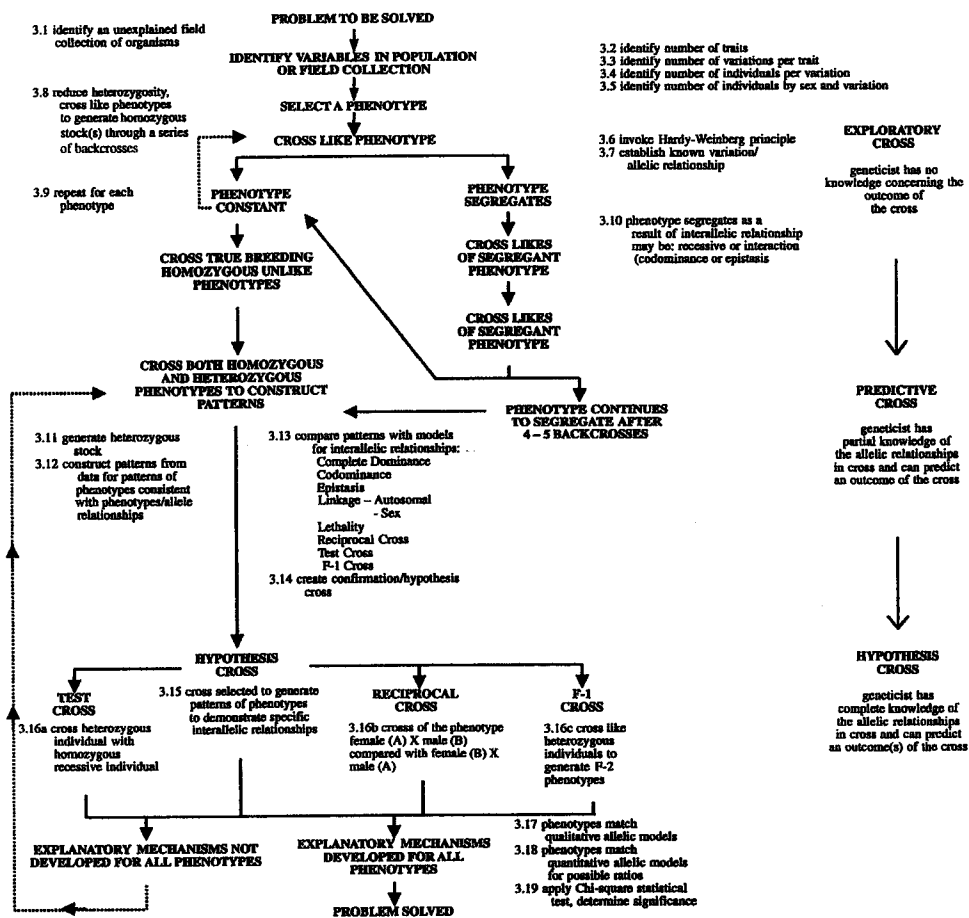 PROBLEM TO BE SOLVED
3.1 identify an unexplained field
collection of organisms
IDENTIFY VARIABLES IN POPULATION
OR FIELD COLLECTION
3.2 identify number of traits
3.3 identify number of variations per trait
3.4 identify number of individuals per variation
3.5 identify number of individuals by sex and variation
3.8 reduce heterozygosity,
cross like phenotypes
to generate homozygous
stock(s) through a series
of backcrosses
SELECT A PHENOTYPE
CROSS LIKE PHENOTYPE
3.6 invoke Hardy-Weinberg principle
3.7 establish known variation/
allelic relationship
EXPLORATORY
CROSS
geneticist has no
knowledge concerning the
outcome of
the cross
3.9 repeat for each
phenotype
PHENOTYPE
CONSTANT
PHENOTYPE
SEGREGATES
3.10 phenotype segregates as a
result of interallelic relationship
may be: recessive or interaction
(codominance or epistasis
CROSS TRUE BREEDING
HOMOZYGOUS UNLIKE
PHENOTYPES
CROSS LIKES
OF SEGREGANT
PHENOTYPE
CROSS LIKES
OF SEGREGANT
PHENOTYPE
CROSS BOTH HOMOZYGOUS
AND HETEROZYGOUS
PHENOTYPES TO CONSTRUCT
PATTERNS
PHENOTYPE CONTINUES
TO SEGREGATE AFTER
4 – 5 BACKCROSSES
PREDICTIVE
CROSS
geneticist has
partial knowledge of
the allelic relationships
in cross and can predict
an outcome of the cross
3.11 generate heterozygous
stock
3.12 construct patterns from
data for patterns of
phenotypes consistent
with phenotypes/allele
relationships
3.13 compare patterns with models
for interallelic relationships:
Complete Dominance
Codominance
Epistasis
Linkage – Autosomal
- Sex
Lethality
Reciprocal Cross
Test Cross
F-1 Cross
3.14 create confirmation/hypothesis
cross
HYPOTHESIS
CROSS
3.15 cross selected to generate
patterns of phenotypes
to demonstrate specific
interallelic relationships
TEST
CROSS
3.16a cross heterozygous
individual with
homozygous
recessive individual
RECIPROCAL
CROSS
3.16b crosss of the phenotype
female (A) X male (B)
compared with female (B) X
male (A)
F-1
CROSS
3.16c cross like
heterozygous
individuals to
generate F-2
phenotypes
HYPOTHESIS
CROSS
geneticist has
complete knowledge of
the allelic relationships
in cross and can predict
an outcome(s) of the cross
EXPLANATORY MECHANISMS NOT
DEVELOPED FOR ALL PHENOTYPES
EXPLANATORY MECHANISMS
DEVELOPED FOR ALL
PHENOTYPES
3.17 phenotypes match
qualitative allelic models
3.18 phenotypes match
quantitative allelic models
for possible ratios
3.19 apply Chi-square statistical
test, determine significance
PROBLEM SOLVED